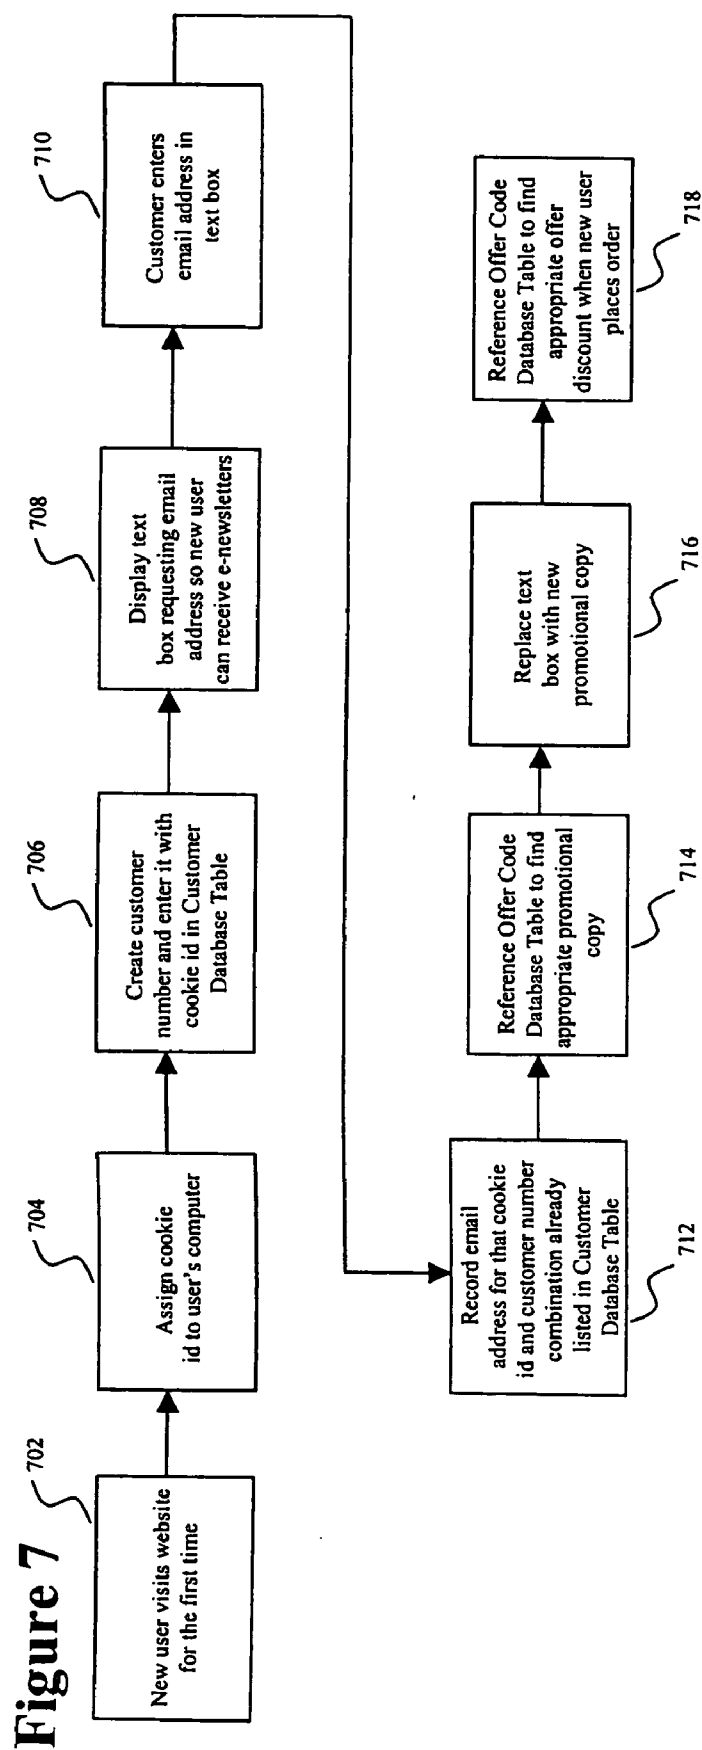 Figure 7
702
New user visits website
for the first time
704
Assign cookie
id to user's computer
706
Create customer
number and enter it with
cookie id in Customer
Database Table
708
Display text
box requesting email
address so new user
can receive e-newsletters
710
Customer enters
email address in
text box
Record email
address for that cookie
id and customer number
combination already
listed in Customer
Database Table
712
Reference Offer Code
Database Table to find
appropriate promotional
copy
714
Replace text
box with new
promotional copy
716
Reference Offer Code
Database Table to find
appropriate offer
discount when new user
places order
718